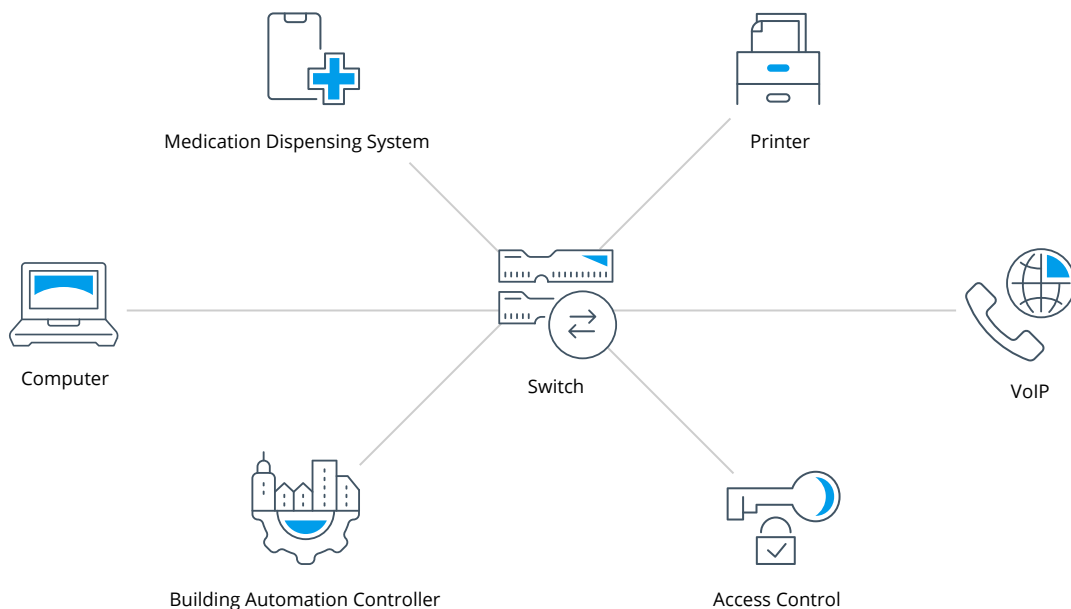 Medication Dispensing System
Printer
Computer
Switch
VoIP
Building Automation Controller
Access Control